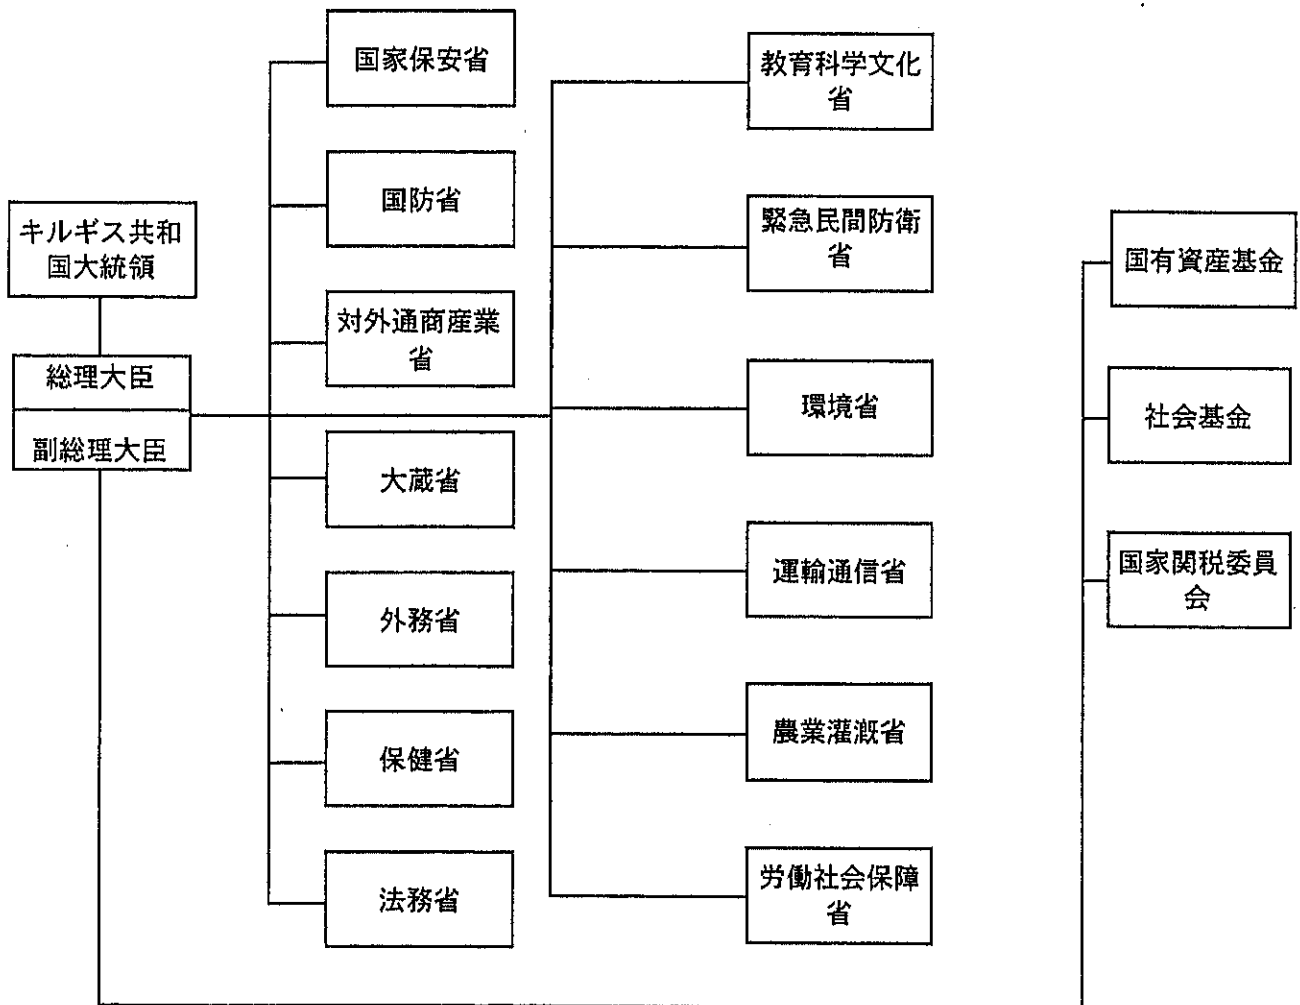 キルギス共和
国大統領
総理大臣
副総理大臣
国家保安省
国防省
対外通商産業
省
大蔵省
外務省
保健省
法務省
教育科学文化
省
緊急民間防衛
省
環境省
運輸通信省
農業灌漑省
労働社会保障
省
国有資産基金
社会基金
国家関税委員
会